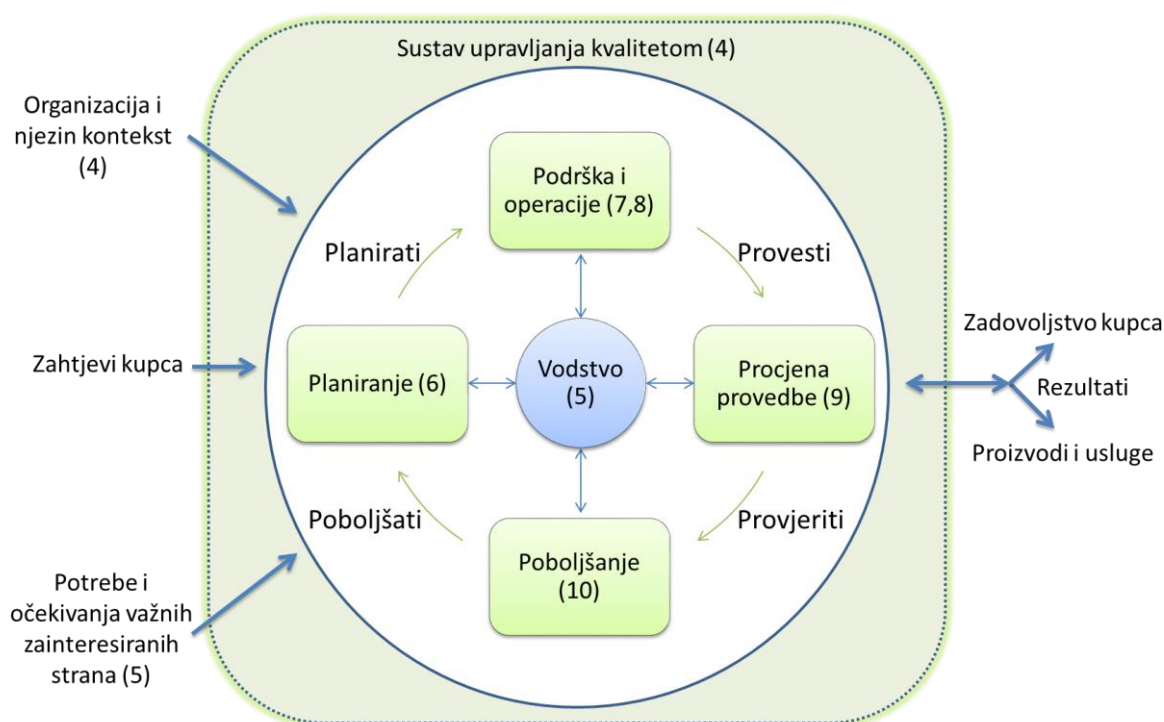 Sustav upravljanja kvalitetom (4)
Organizacija i
njezin kontekst
(4)
Podrška i
operacije (7,8)
Planirati
Provesti
Zahtjevi kupca
Planiranje (6)
Vodstvo
(5)
Procjena
provedbe (9)
Zadovoljstvo kupca
Rezultati
Proizvodi i usluge
Poboljšati
Provjeriti
Poboljšanje
(10)
Potrebe i
očekivanja važnih
zainteresiranih
strana (5)